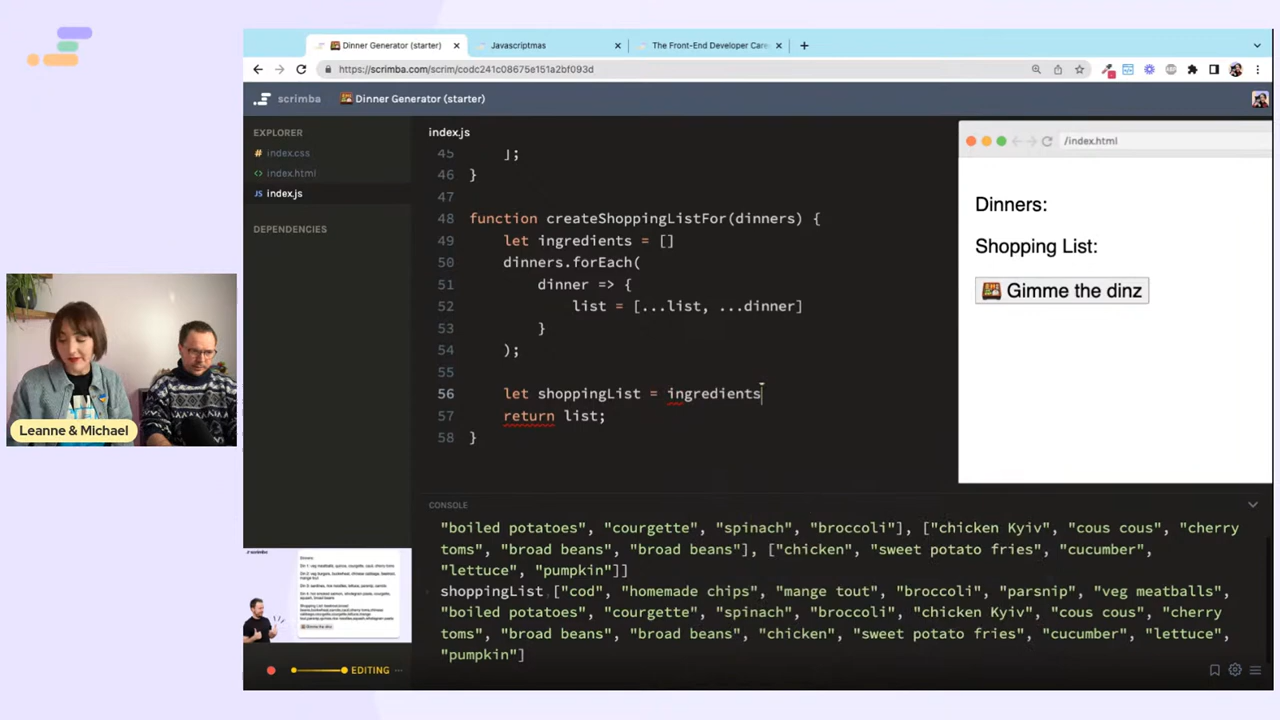 Dinner Generator (starter)
Javascriptmas
The Front-End Developer Care
https://scrimba.com/scrim/codc241c08675e151a2bf093d
scrimba
Dinner Generator (starter)
EXPLORER
index.css
index.html
JS index.js
DEPENDENCIES
index.js
45 ];
46 }
47
48 function createShoppingListFor(dinners) {
49 let ingredients = []
50 dinners.forEach(
51 dinner => {
52 list = [...list, ...dinner]
53 }
54 );
55
56 let shoppingList = ingredients
57 return list;
58 }
/index.html
Dinners:
Shopping List:
Gimme the dinz
Leanne & Michael
CONSOLE
"boiled potatoes", "courgette", "spinach", "broccoli"], ["chicken Kyiv", "cous cous", "cherry
toms", "broad beans", "broad beans"], ["chicken", "sweet potato fries", "cucumber",
"lettuce", "pumpkin"]]
shoppingList ["cod", "homemade chips", "mange tout", "broccoli", "parsnip", "veg meatballs",
"boiled potatoes", "courgette", "spinach", "broccoli", "chicken Kyiv", "cous cous", "cherry
toms", "broad beans", "broad beans", "chicken", "sweet potato fries", "cucumber", "lettuce",
"pumpkin"]
EDITING